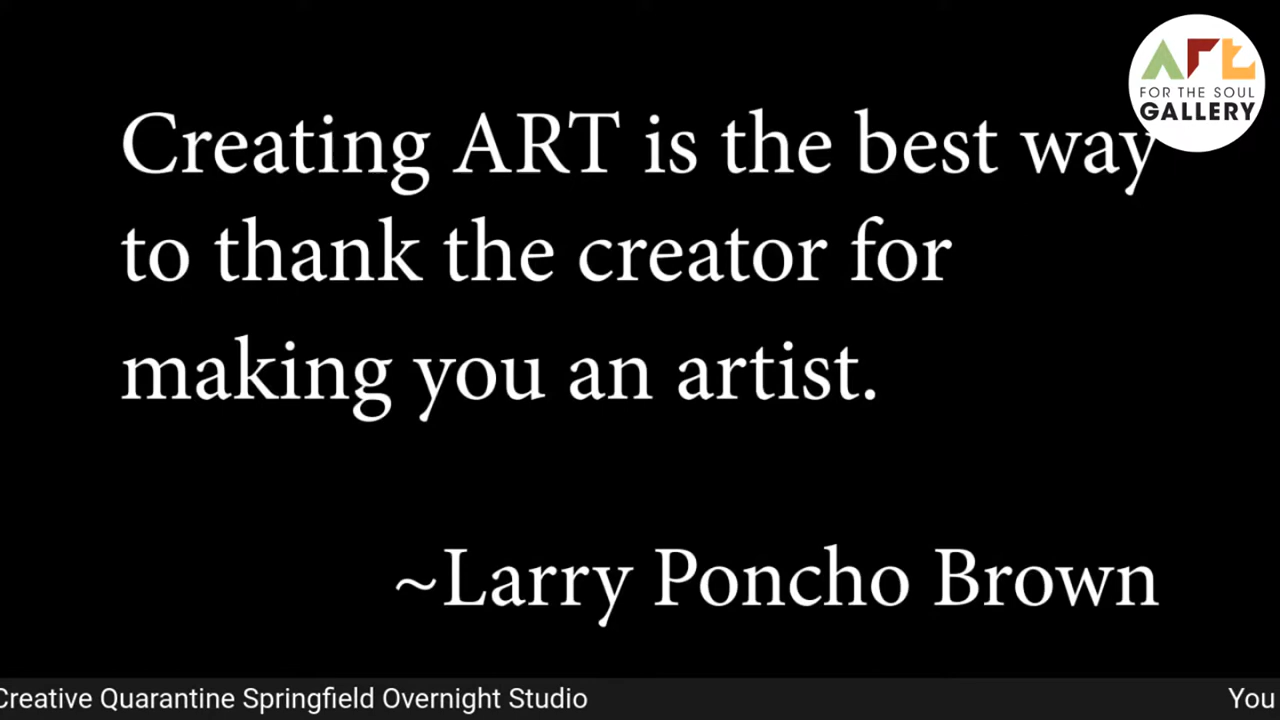 ART
FOR THE SOUL
GALLERY
Creating ART is the best way
to thank the creator for
making you an artist.
~Larry Poncho Brown
Creative Quarantine Springfield Overnight Studio
You